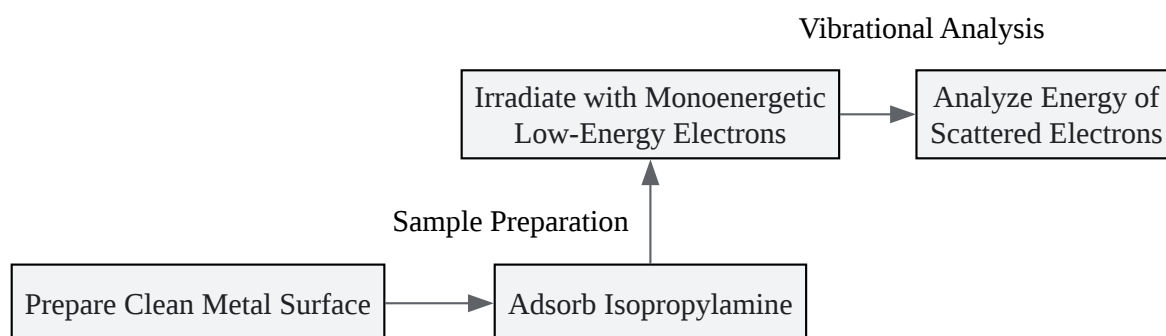 Vibrational Analysis
Irradiate with Monoenergetic
Low-Energy Electrons
Analyze Energy of
Scattered Electrons
Sample Preparation
Prepare Clean Metal Surface
Adsorb Isopropylamine